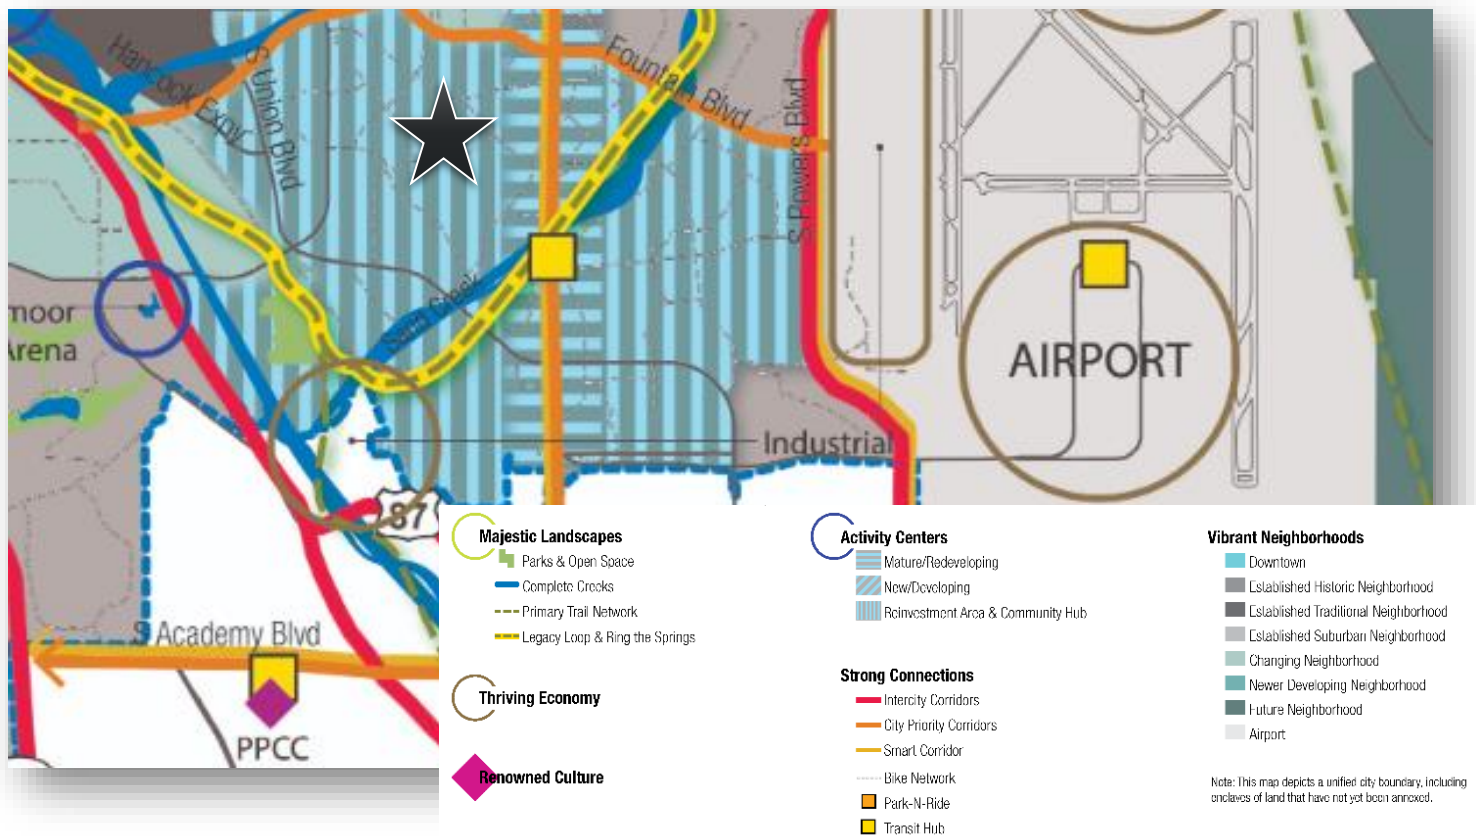 Hancock Expy
S Union Blvd
Fountain Blvd
S Powers Blvd
Sand Creek
moor
Arena
AIRPORT
Industrial
87
S Academy Blvd
PPCC
Majestic Landscapes
Parks & Open Space
Complete Creeks
Primary Trail Network
Legacy Loop & Ring the Springs
Thriving Economy
Renowned Culture
Activity Centers
Mature/Redeveloping
New/Developing
Reinvestment Area & Community Hub
Strong Connections
Intercity Corridors
City Priority Corridors
Smart Corridor
Bike Network
Park-N-Ride
Transit Hub
Vibrant Neighborhoods
Downtown
Established Historic Neighborhood
Established Traditional Neighborhood
Established Suburban Neighborhood
Changing Neighborhood
Newer Developing Neighborhood
Future Neighborhood
Airport
Note: This map depicts a unified city boundary, including
enclaves of land that have not yet been annexed.